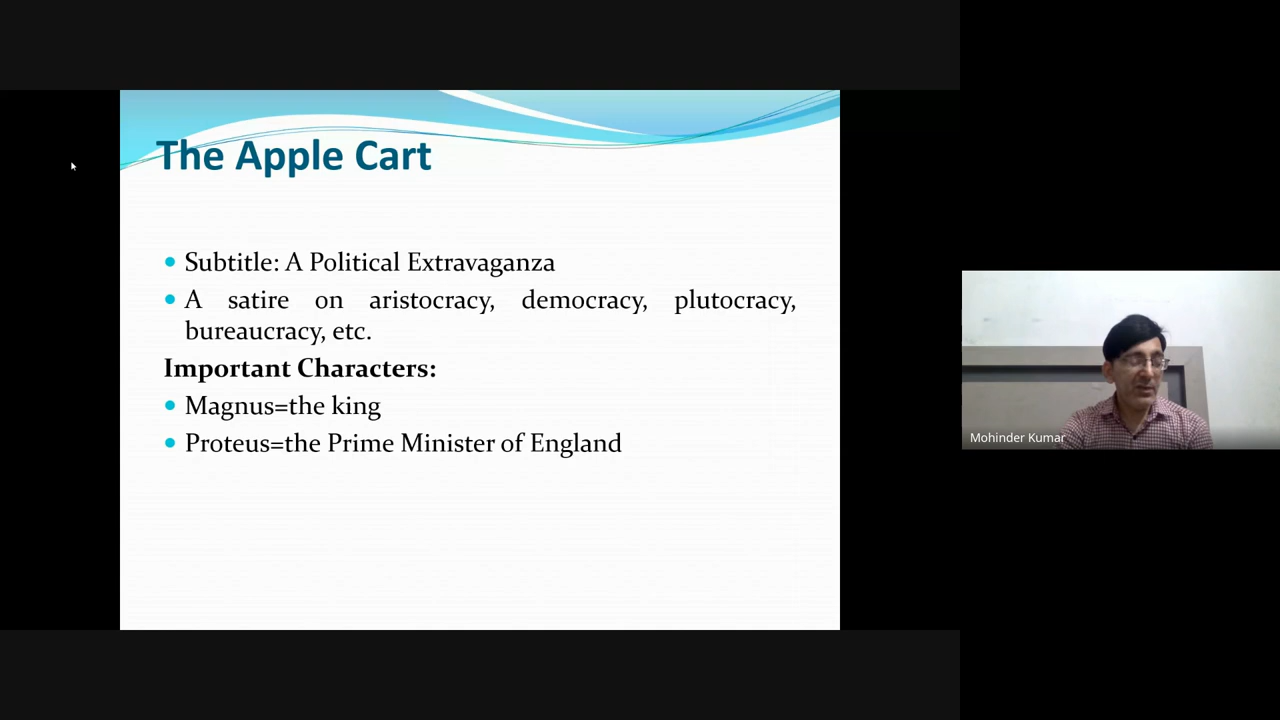 The Apple Cart
Subtitle: A Political Extravaganza
A satire on aristocracy, democracy, plutocracy,
bureaucracy, etc.
Important Characters:
Magnus=the king
Proteus=the Prime Minister of England
Mohinder Kumar